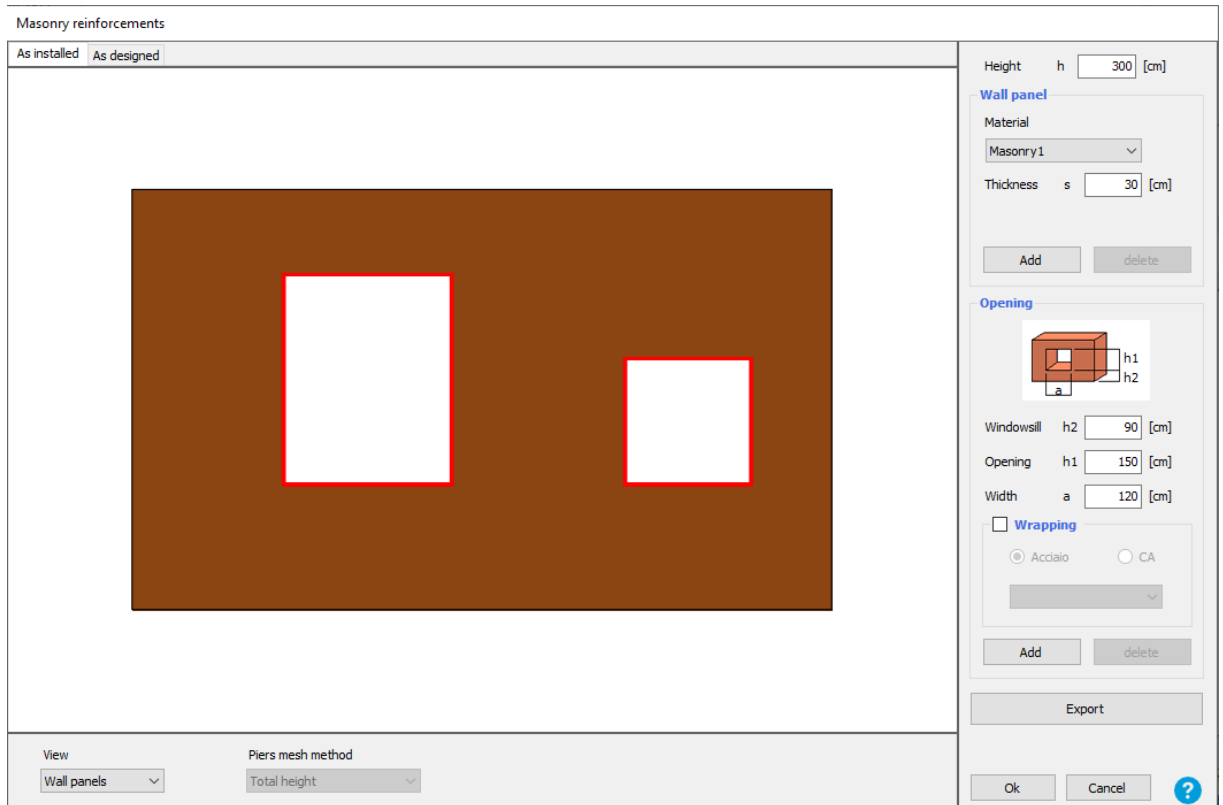 Masonry reinforcements
As installed
As designed
Height h 300 [cm]
Wall panel
Material
Masonry1
Thickness s 30 [cm]
Add
delete
Opening
h1
h2
a
Windowsill h2 90 [cm]
Opening h1 150 [cm]
Width a 120 [cm]
Wrapping
Acciaio
CA
Add
delete
Export
View
Wall panels
Piers mesh method
Total height
Ok
Cancel
?